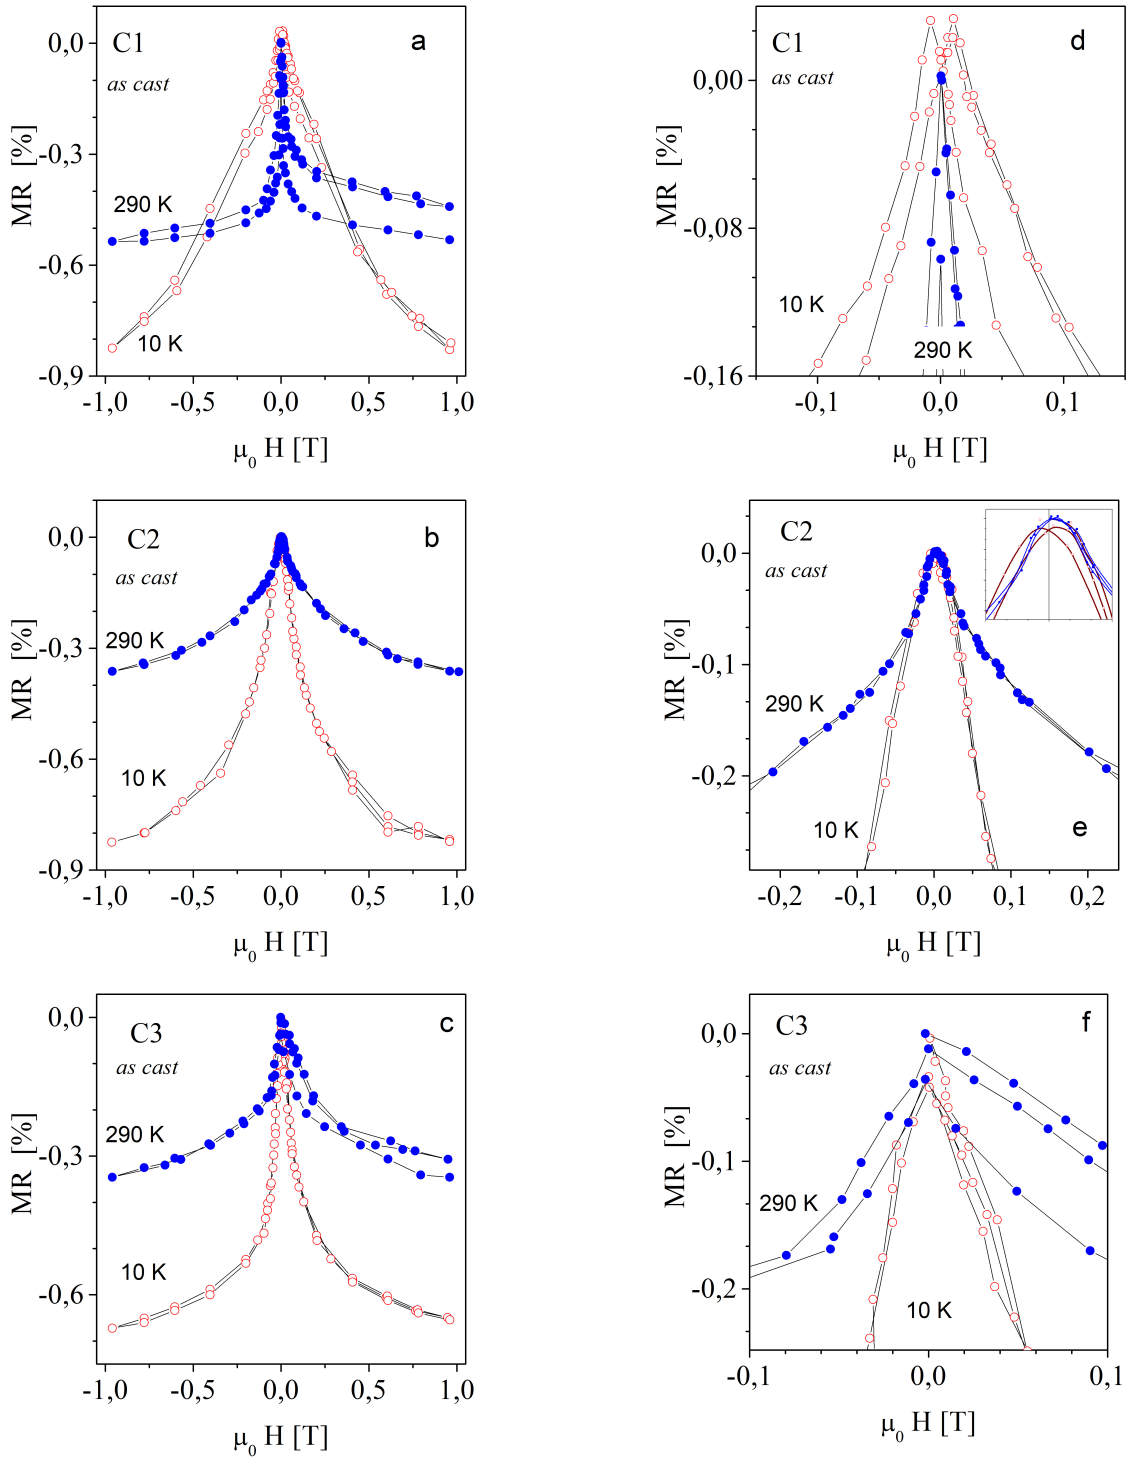 C1
a
as cast
0,0
-0,3
-0,6
-0,9
MR [%]
290 K
10 K
-1,0
-0,5
0,0
0,5
1,0
μ0 H [T]
C1
d
as cast
0,00
-0,08
-0,16
MR [%]
10 K
290 K
-0,1
0,0
0,1
μ0 H [T]
C2
b
as cast
0,0
-0,3
-0,6
-0,9
MR [%]
290 K
10 K
-1,0
-0,5
0,0
0,5
1,0
μ0 H [T]
C2
as cast
0,0
-0,1
-0,2
MR [%]
290 K
10 K
e
-0,2
-0,1
0,0
0,1
0,2
μ0 H [T]
C3
c
as cast
0,0
-0,3
-0,6
MR [%]
290 K
10 K
-1,0
-0,5
0,0
0,5
1,0
μ0 H [T]
C3
f
as cast
0,0
-0,1
-0,2
MR [%]
290 K
10 K
-0,1
0,0
0,1
μ0 H [T]